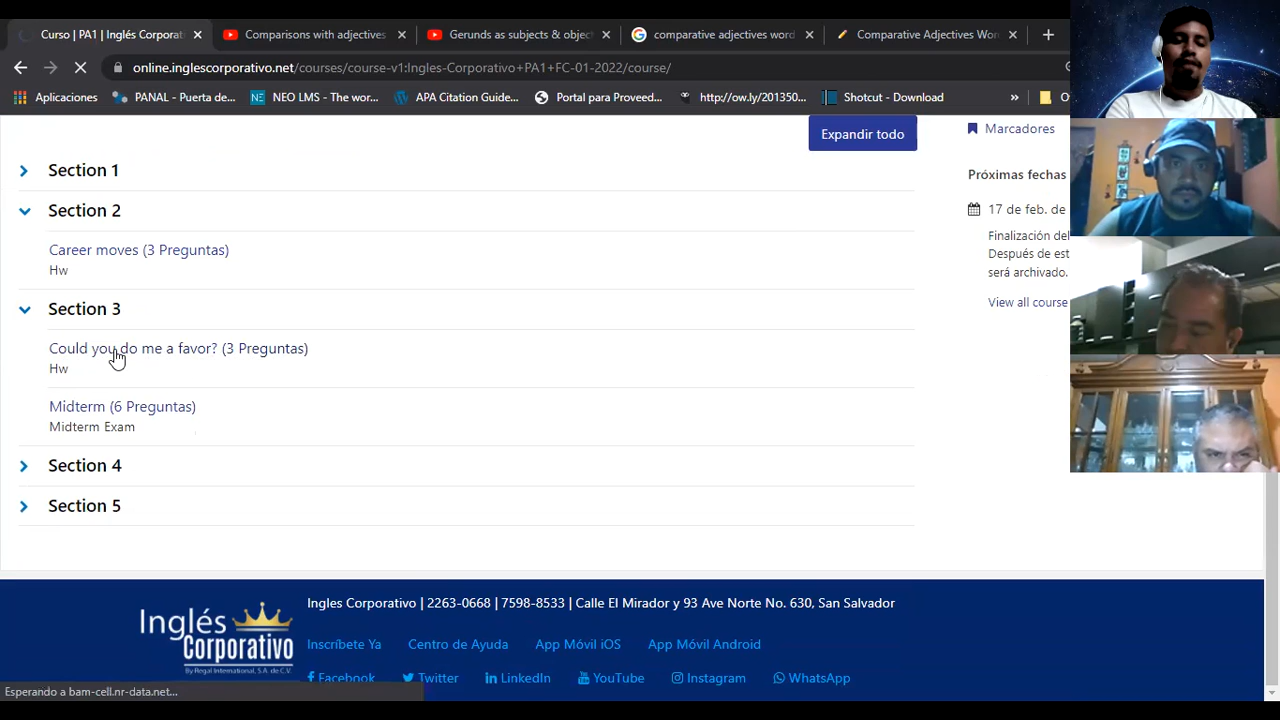 Curso | PA1 | Inglés Corporat
Comparisons with adjectives
Gerunds as subjects & objec
comparative adjectives word
Comparative Adjectives Wor
online.inglescorporativo.net/courses/course-v1:Ingles-Corporativo+PA1+FC-01-2022/course/
Aplicaciones
PANAL - Puerta de...
NEO LMS - The wor...
APA Citation Guide...
Portal para Proveed...
http://ow.ly/201350...
Shotcut - Download
»
Expandir todo
Marcadores
Section 1
Próximas fechas
Section 2
17 de feb. de
Career moves (3 Preguntas)
Finalización del
Hw
Después de est
será archivado.
View all course
Section 3
Could you do me a favor? (3 Preguntas)
Hw
Midterm (6 Preguntas)
Midterm Exam
Section 4
Section 5
Inglés Corporativo
By Regal International, S.A. de C.V.
Ingles Corporativo | 2263-0668 | 7598-8533 | Calle El Mirador y 93 Ave Norte No. 630, San Salvador
Inscríbete Ya
Centro de Ayuda
App Móvil iOS
App Móvil Android
Facebook
Twitter
LinkedIn
YouTube
Instagram
WhatsApp
Esperando a bam-cell.nr-data.net...